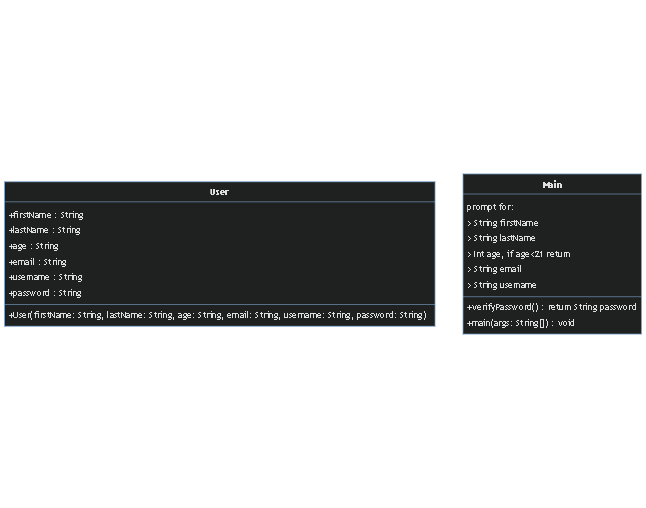 User
+firstName : String
+lastName : String
+age : String
+email : String
+username : String
+password : String
+User(firstName: String, lastName: String, age: String, email: String, username: String, password: String)
Main
prompt for:
> String firstName
> String lastName
> Int age, if age<21 return
> String email
> String username
+verifyPassword() : return String password
+main(args: String[]) : void